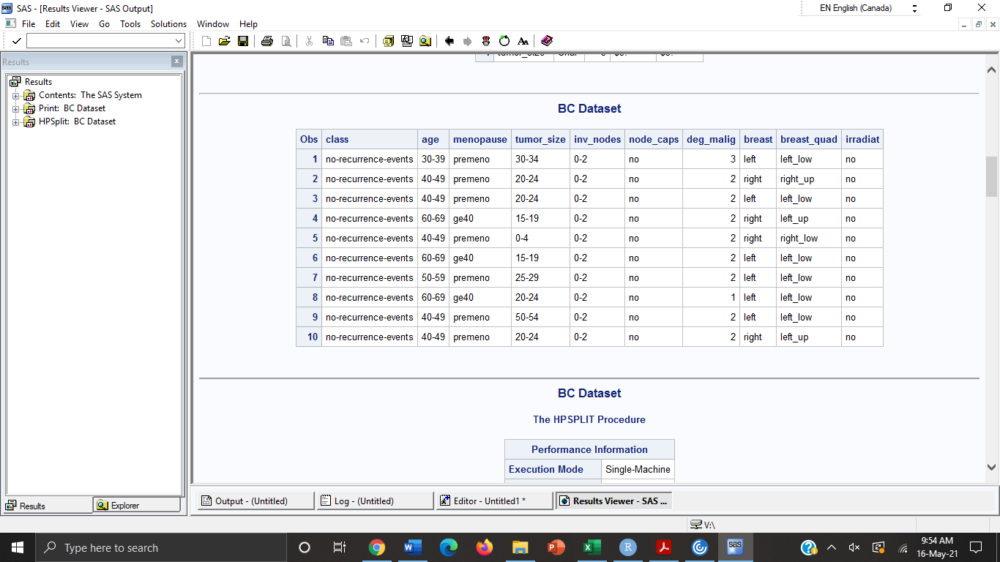 SAS - [Results Viewer - SAS Output]
EN English (Canada)
File Edit View Go Tools Solutions Window Help
Results
Results
Contents: The SAS System
Print: BC Dataset
HPSplit: BC Dataset
BC Dataset
Obs class age menopause tumor_size inv_nodes node_caps deg_malig breast breast_quad irradiat
1 no-recurrence-events 30-39 premeno 30-34 0-2 no 3 left left_low no
2 no-recurrence-events 40-49 premeno 20-24 0-2 no 2 right right_up no
3 no-recurrence-events 40-49 premeno 20-24 0-2 no 2 left left_low no
4 no-recurrence-events 60-69 ge40 15-19 0-2 no 2 right left_up no
5 no-recurrence-events 40-49 premeno 0-4 0-2 no 2 right right_low no
6 no-recurrence-events 60-69 ge40 15-19 0-2 no 2 left left_low no
7 no-recurrence-events 50-59 premeno 25-29 0-2 no 2 left left_low no
8 no-recurrence-events 60-69 ge40 20-24 0-2 no 1 left left_low no
9 no-recurrence-events 40-49 premeno 50-54 0-2 no 2 left left_low no
10 no-recurrence-events 40-49 premeno 20-24 0-2 no 2 right left_up no
BC Dataset
The HPSPLIT Procedure
Performance Information
Execution Mode Single-Machine
Results Explorer
Output - (Untitled) Log - (Untitled) Editor - Untitled1 * Results Viewer - SAS ...
V:\
Type here to search
9:54 AM
16-May-21